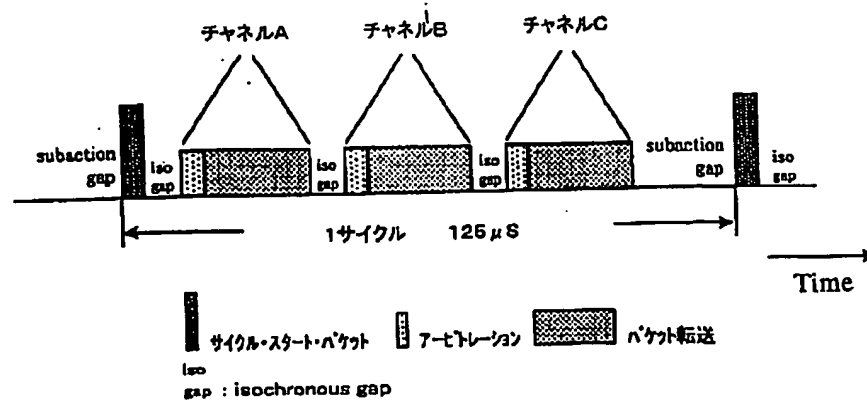 チャネルA
チャネルB
チャネルC
subaction
gap
iso
gap
iso
gap
iso
gap
subaction
gap
iso
gap
1サイクル 125μS
Time
サイクル・スタート・パケット
アービトレーション
パケット転送
iso
gap : isochronous gap